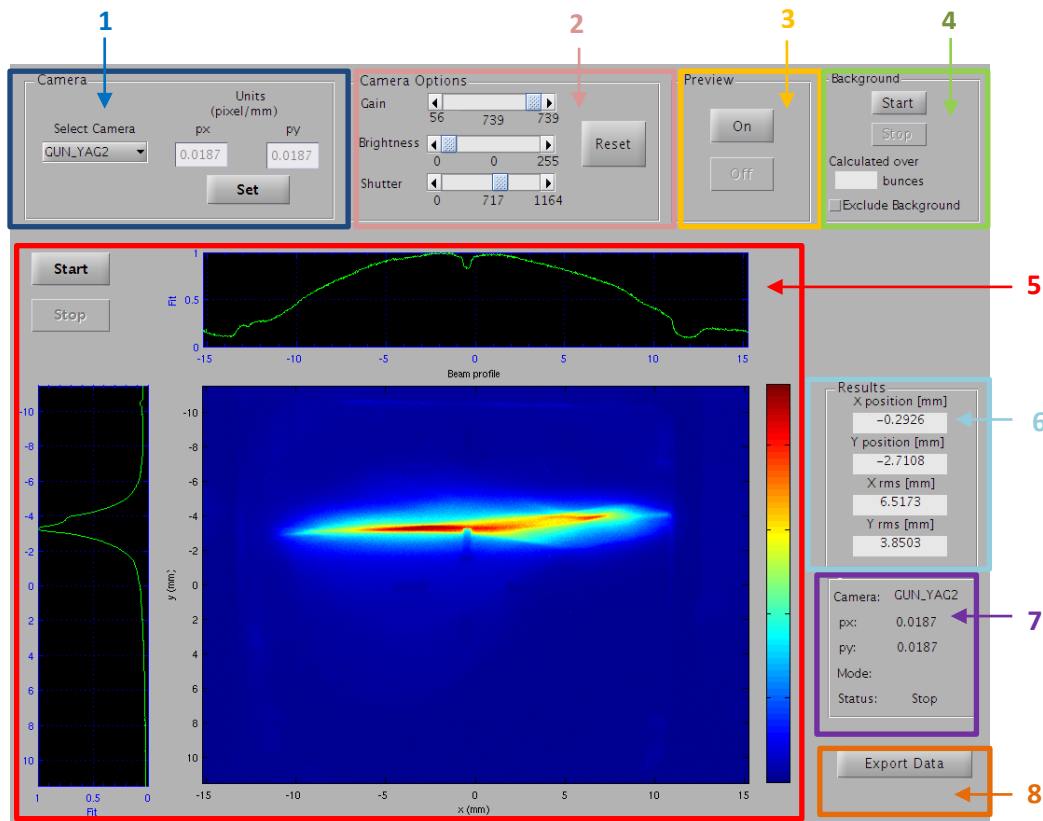 1
2
3
4
Camera
Units
(pixel/mm)
Select Camera px py
GUN_YAG2 0.0187 0.0187
Set
Camera Options
Gain
56 739 739
Brightness
0 0 255
Shutter
0 717 1164
Reset
Preview
On
Off
Background
Start
Stop
Calculated over
bunces
Exclude Background
Start
Stop
5
1
0.5
0
Fit
-15 -10 -5 0 5 10 15
Beam profile
-10
-8
-6
-4
-2
0
2
4
6
8
10
1 0.5 0
Fit
-10
-8
-6
-4
-2
0
2
4
6
8
10
y (mm)
-15 -10 -5 0 5 10 15
x (mm)
Results
X position [mm]
-0.2926
Y position [mm]
-2.7108
X rms [mm]
6.5173
Y rms [mm]
3.8503
6
Camera: GUN_YAG2
px: 0.0187
py: 0.0187
Mode:
Status: Stop
7
Export Data
8